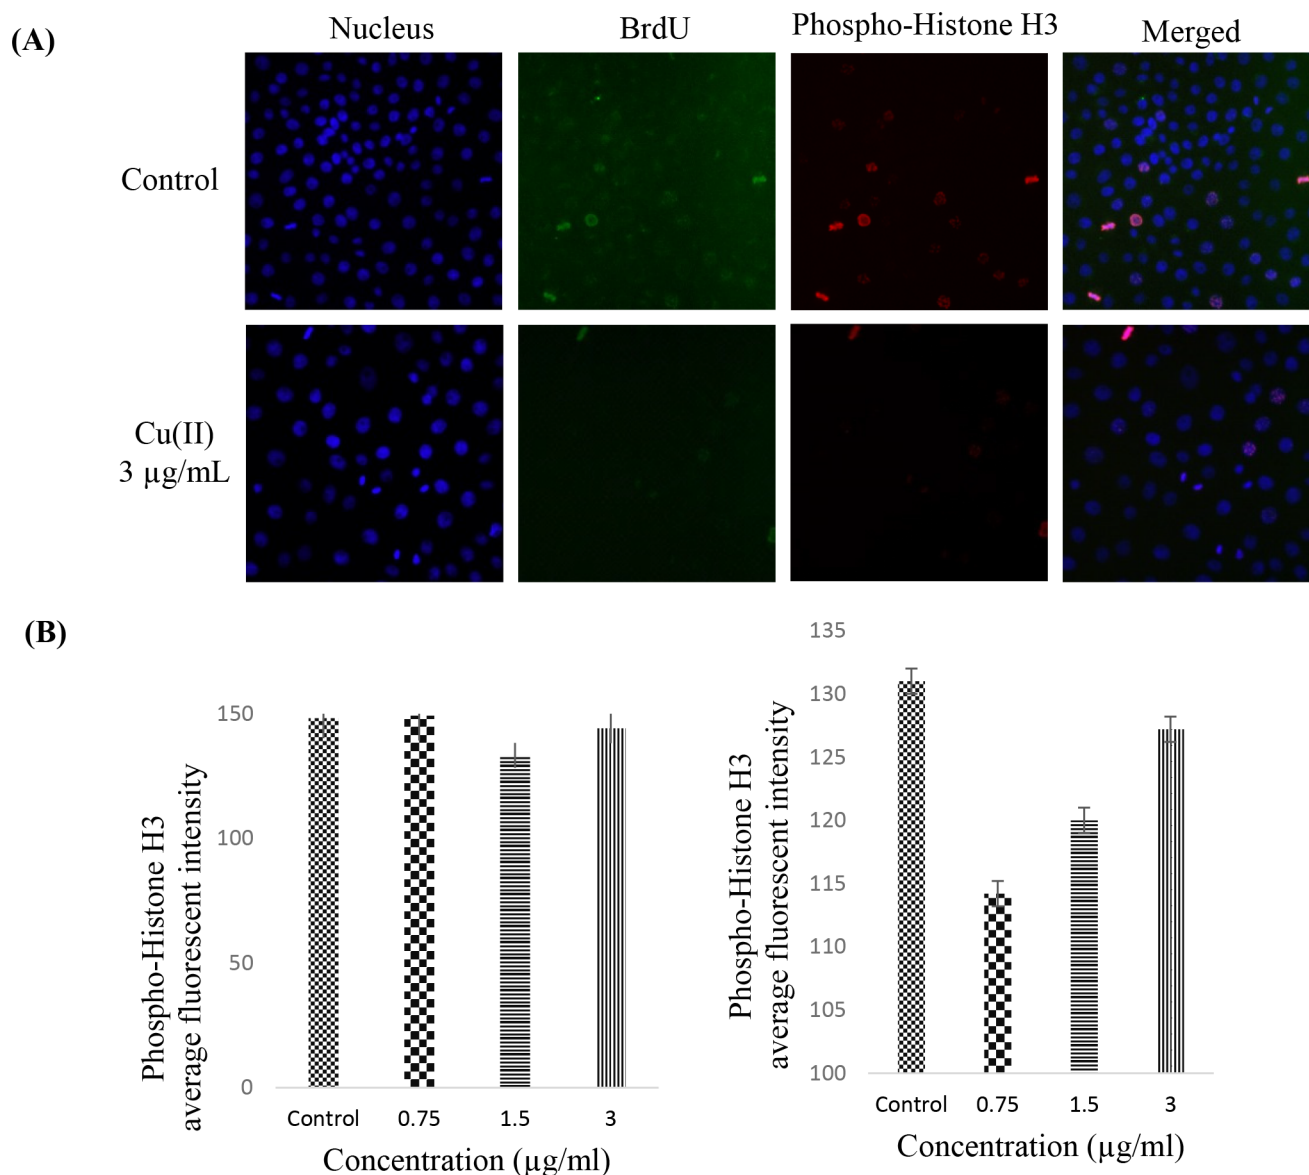 (A)
Nucleus
BrdU
Phospho-Histone H3
Merged
Control
Cu(II)
3 µg/mL
(B)
Phospho-Histone H3
average fluorescent intensity
150
100
50
0
Control
0.75
1.5
3
Concentration (µg/ml)
Phospho-Histone H3
average fluorescent intensity
135
130
125
120
115
110
105
100
Control
0.75
1.5
3
Concentration (µg/ml)